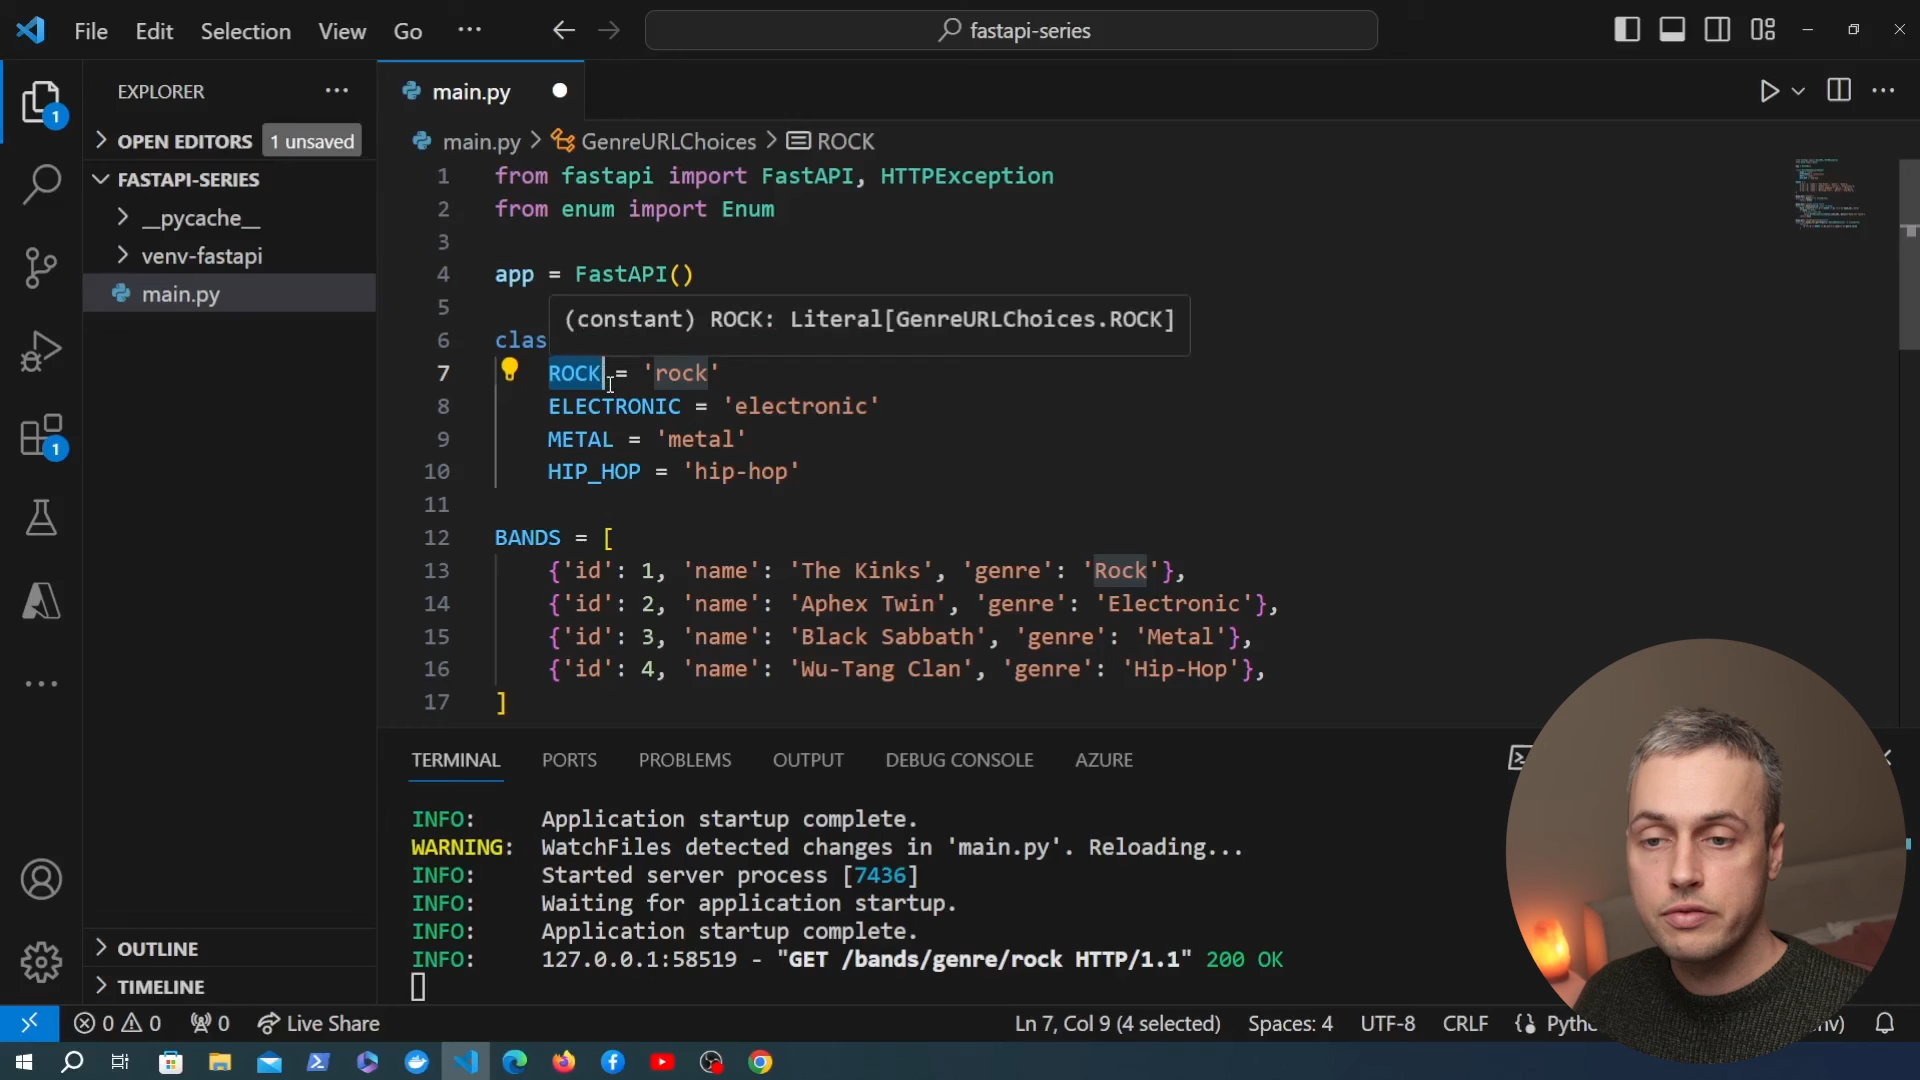 File Edit Selection View Go ··· fastapi-series
EXPLORER ···
main.py
1
OPEN EDITORS 1 unsaved
main.py > GenreURLChoices > ROCK
FASTAPI-SERIES
__pycache__
venv-fastapi
main.py
1
1 from fastapi import FastAPI, HTTPException
2 from enum import Enum
3
4 app = FastAPI()
5
(constant) ROCK: Literal[GenreURLChoices.ROCK]
6 clas
7 ROCK = 'rock'
8 ELECTRONIC = 'electronic'
9 METAL = 'metal'
10 HIP_HOP = 'hip-hop'
11
12 BANDS = [
13 {'id': 1, 'name': 'The Kinks', 'genre': 'Rock'},
14 {'id': 2, 'name': 'Aphex Twin', 'genre': 'Electronic'},
15 {'id': 3, 'name': 'Black Sabbath', 'genre': 'Metal'},
16 {'id': 4, 'name': 'Wu-Tang Clan', 'genre': 'Hip-Hop'},
17 ]
TERMINAL PORTS PROBLEMS OUTPUT DEBUG CONSOLE AZURE
INFO: Application startup complete.
WARNING: WatchFiles detected changes in 'main.py'. Reloading...
INFO: Started server process [7436]
INFO: Waiting for application startup.
INFO: Application startup complete.
INFO: 127.0.0.1:58519 - "GET /bands/genre/rock HTTP/1.1" 200 OK
OUTLINE
TIMELINE
0 0 0 Live Share Ln 7, Col 9 (4 selected) Spaces: 4 UTF-8 CRLF